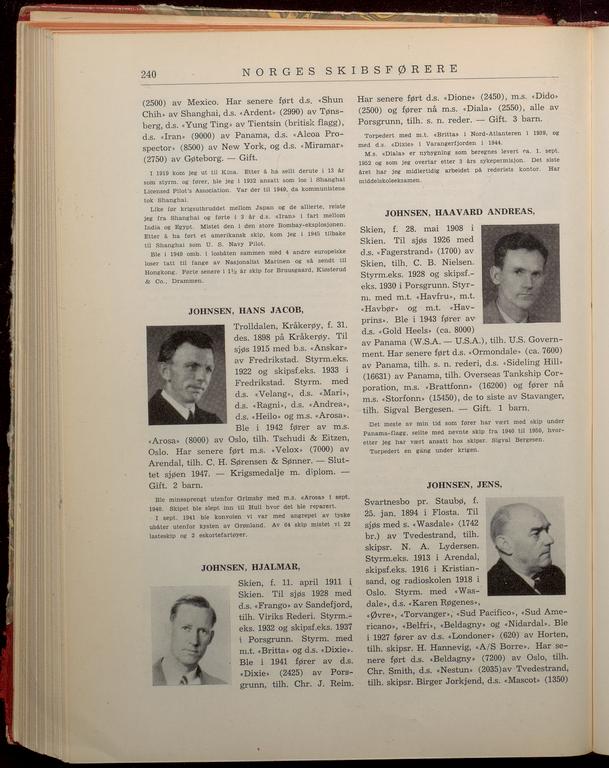 240
NORGES SKIBSFØRERE
(2500) av Mexico. Har senere ført d.s. «Shun
Chih» av Shanghai, d.s. «Ardent» (2990) av Tøns-
berg, d.s. «Yung Ting» av Tientsin (britisk flagg),
d.s. «Iran» (9000) av Panama, d.s. «Alcoa Pro-
spector» (8500) av New York, og d.s. «Miramar»
(2750) av Gøteborg. — Gift.
I 1919 kom jeg ut til Kina. Etter å ha seilt derute i 13 år
som styrm. og fører, ble jeg i 1932 ansatt som los i Shanghai
Licensed Pilot's Association. Var der til 1949, da kommunistene
tok Shanghai.
Like før krigsutbruddet mellom Japan og de allierte, reiste
jeg fra Shanghai og førte i 3 år d.s. «Iran» i fart mellom
India og Egypt. Mistet den i den store Bombay-eksplosjonen.
Etter å ha ført et amerikansk skip, kom jeg i 1945 tilbake
til Shanghai som U. S. Navy Pilot.
Ble i 1949 omb. i losbåten sammen med 4 andre europeiske
loser tatt til fange av Nasjonalist Marinen og så sendt til
Hongkong. Førte senere i 1½ år skip for Bruusgaard, Kiøsterud
& Co., Drammen.
JOHNSEN, HANS JACOB,
Trolldalen, Kråkerøy, f. 31.
des. 1898 på Kråkerøy. Til
sjøs 1915 med b.s. «Anskar»
av Fredrikstad. Styrm.eks.
1922 og skipsf.eks. 1933 i
Fredrikstad. Styrm. med
d.s. «Velang», d.s. «Mari»,
d.s. «Ragni», d.s. «Andrea»,
d.s. «Heilo» og m.s. «Arosa».
Ble i 1942 fører av m.s.
«Arosa» (8000) av Oslo, tilh. Tschudi & Eitzen,
Oslo. Har senere ført m.s. «Velox» (7000) av
Arendal, tilh. C. H. Sørensen & Sønner. — Slut-
tet sjøen 1947. — Krigsmedalje m. diplom. —
Gift. 2 barn.
Ble minesprengt utenfor Grimsby med m.s. «Arosa» i sept.
1940. Skipet ble slept inn til Hull hvor det ble reparert.
I sept. 1941 ble konvoien vi var med angrepet av tyske
ubåter utenfor kysten av Grønland. Av 64 skip mistet vi 22
lasteskip og 2 eskortefartøyer.
JOHNSEN, HJALMAR,
Skien, f. 11. april 1911 i
Skien. Til sjøs 1928 med
d.s. «Frango» av Sandefjord,
tilh. Viriks Rederi. Styrm.-
eks. 1932 og skipsf.eks. 1937
i Porsgrunn. Styrm. med
m.t. «Britta» og d.s. «Dixie».
Ble i 1941 fører av d.s.
«Dixie» (2425) av Pors-
grunn, tilh. Chr. J. Reim.
Har senere ført d.s. «Dione» (2450), m.s. «Dido»
(2500) og fører nå m.s. «Diala» (2550), alle av
Porsgrunn, tilh. s. n. reder. — Gift. 3 barn.
Torpedert med m.t. «Britta» i Nord-Atlanteren i 1939, og
med d.s. «Dixie» i Varangerfjorden i 1944.
M.s. «Diala» er nybygning som beregnes levert ca. 1. sept.
1952 og som jeg overtar etter 3 års sykepermisjon. Det siste
året har jeg midlertidig arbeidet på rederiets kontor. Har
middelskoleeksamen.
JOHNSEN, HAAVARD ANDREAS,
Skien, f. 28. mai 1908 i
Skien. Til sjøs 1926 med
d.s. «Fagerstrand» (1700) av
Skien, tilh. C. B. Nielsen.
Styrm.eks. 1928 og skipsf.-
eks. 1930 i Porsgrunn. Styr-
m. med m.t. «Havfru», m.t.
«Havbør» og m.t. «Hav-
prins». Ble i 1943 fører av
d.s. «Gold Heels» (ca. 8000)
av Panama (W.S.A. — U.S.A.), tilh. U.S. Govern-
ment. Har senere ført d.s. «Ormondale» (ca. 7600)
av Panama, tilh. s. n. rederi, d.s. «Sideling Hill»
(16631) av Panama, tilh. Overseas Tankship Cor-
poration, m.s. «Brattfonn» (16200) og fører nå
m.s. «Storfonn» (15450), de to siste av Stavanger,
tilh. Sigval Bergesen. — Gift. 1 barn.
Det meste av min tid som fører har vært med skip under
Panama-flagg, seilte med nevnte skip fra 1940 til 1950, hvor-
etter jeg har vært ansatt hos skipsr. Sigval Bergesen.
Torpedert en gang under krigen.
JOHNSEN, JENS,
Svartnesbo pr. Staubø, f.
25. jan. 1894 i Flosta. Til
sjøs med s. «Wasdale» (1742
br.) av Tvedestrand, tilh.
skipsr. N. A. Lydersen.
Styrm.eks. 1913 i Arendal,
skipsf.eks. 1916 i Kristian-
sand, og radioskolen 1918 i
Oslo. Styrm. med «Was-
dale», d.s. «Karen Røgenes»,
«Øvre», «Torvanger», «Sud Pacifico», «Sud Ame-
ricano», «Belfri», «Beldagny» og «Nidardal». Ble
i 1927 fører av d.s. «Londoner» (620) av Horten,
tilh. skipsr. H. Hannevig, «A/S Borre». Har se-
nere ført d.s. «Beldagny» (7200) av Oslo, tilh.
Chr. Smith, d.s. «Nestun» (2035)av Tvedestrand,
tilh. skipsr. Birger Jorkjend, d.s. «Mascot» (1350)